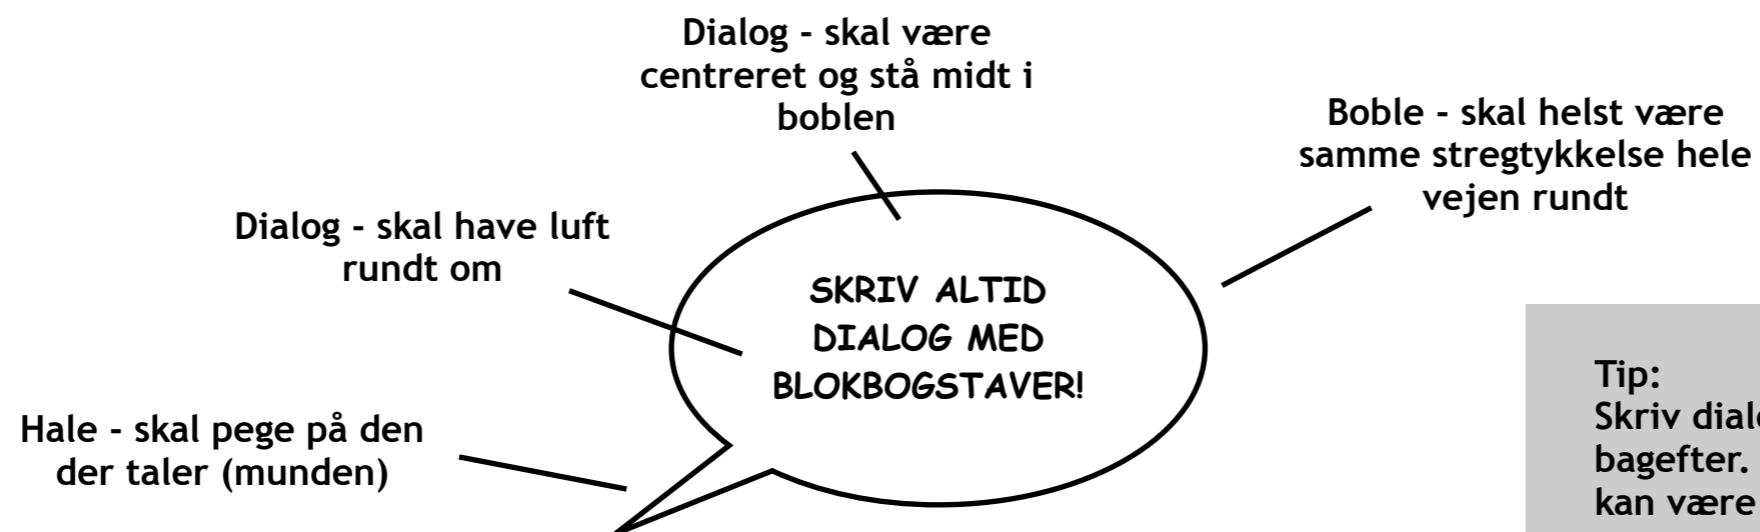 Dialog - skal være
centreret og stå midt i
boblen
Boble - skal helst være
samme stregtykkelse hele
vejen rundt
Dialog - skal have luft
rundt om
SKRIV ALTID
DIALOG MED
BLOKBOGSTAVER!
Hale - skal pege på den
der taler (munden)
Tip:
Skriv
bagefter.
kan være